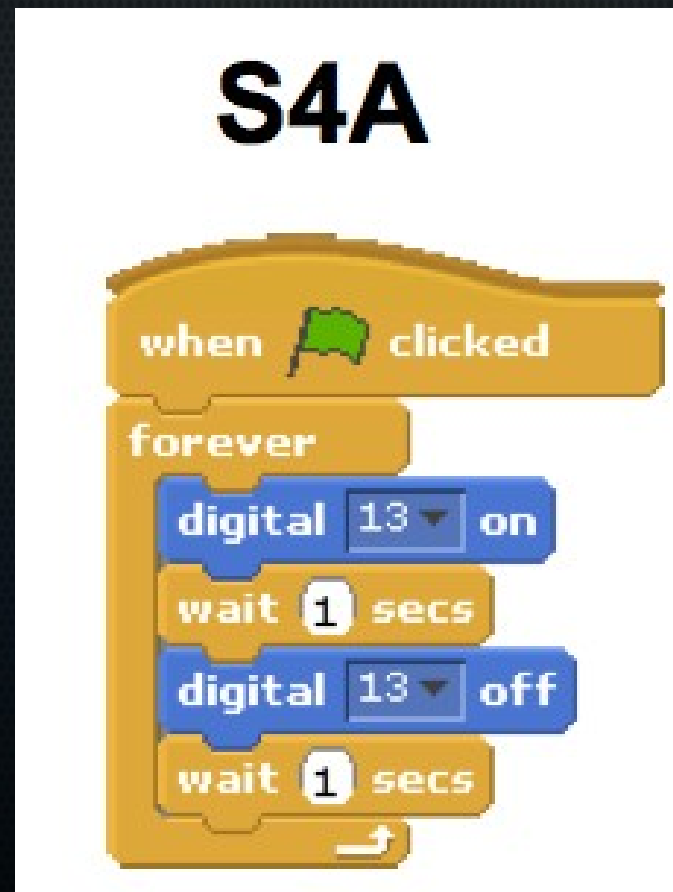 S4A
when clicked
forever
digital 13 on
wait 1 secs
digital 13 off
wait 1 secs